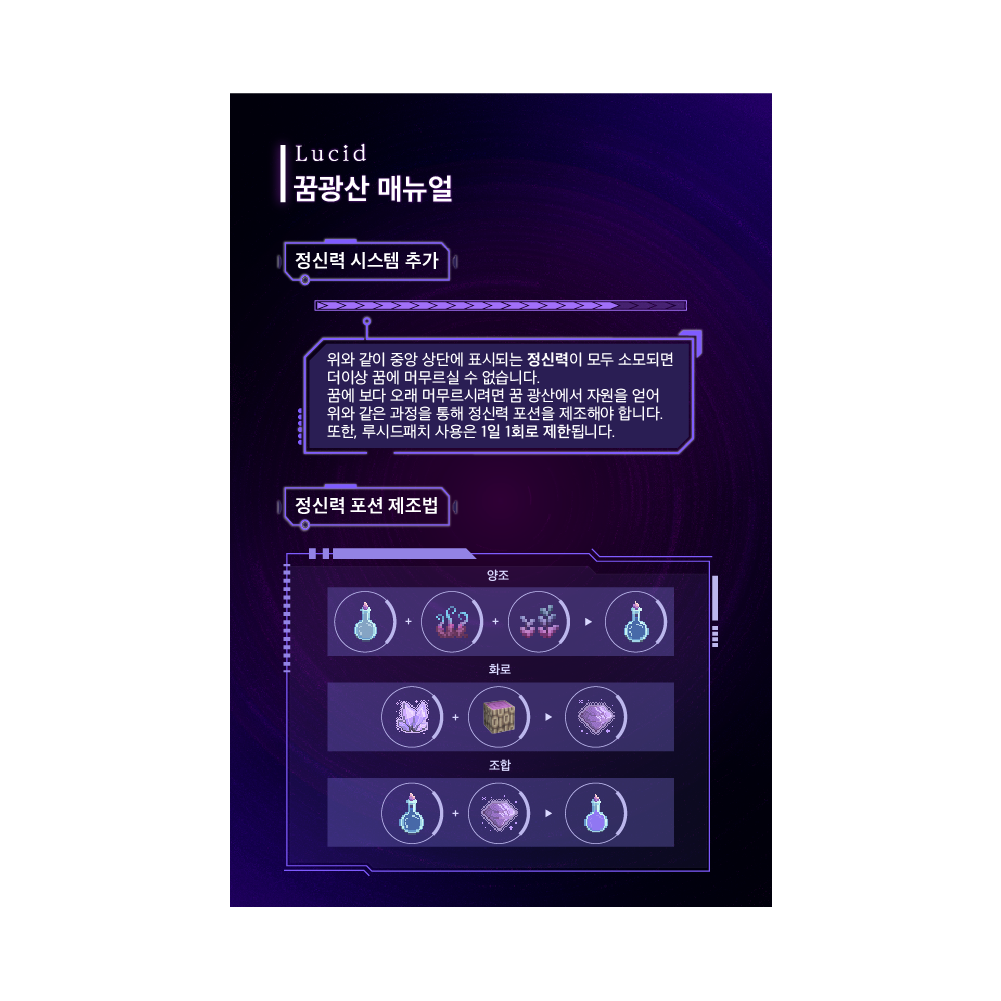 Lucid
꿈광산 매뉴얼
정신력 시스템 추가
위와 같이 중앙 상단에 표시되는 정신력이 모두 소모되면
더이상 꿈에 머무르실 수 없습니다.
꿈에 보다 오래 머무르시려면 꿈 광산에서 자원을 얻어
위와 같은 과정을 통해 정신력 포션을 제조해야 합니다.
또한, 루시드패치 사용은 1일 1회로 제한됩니다.
정신력 포션 제조법
양조
+ + ▶
화로
+ ▶
조합
+ ▶